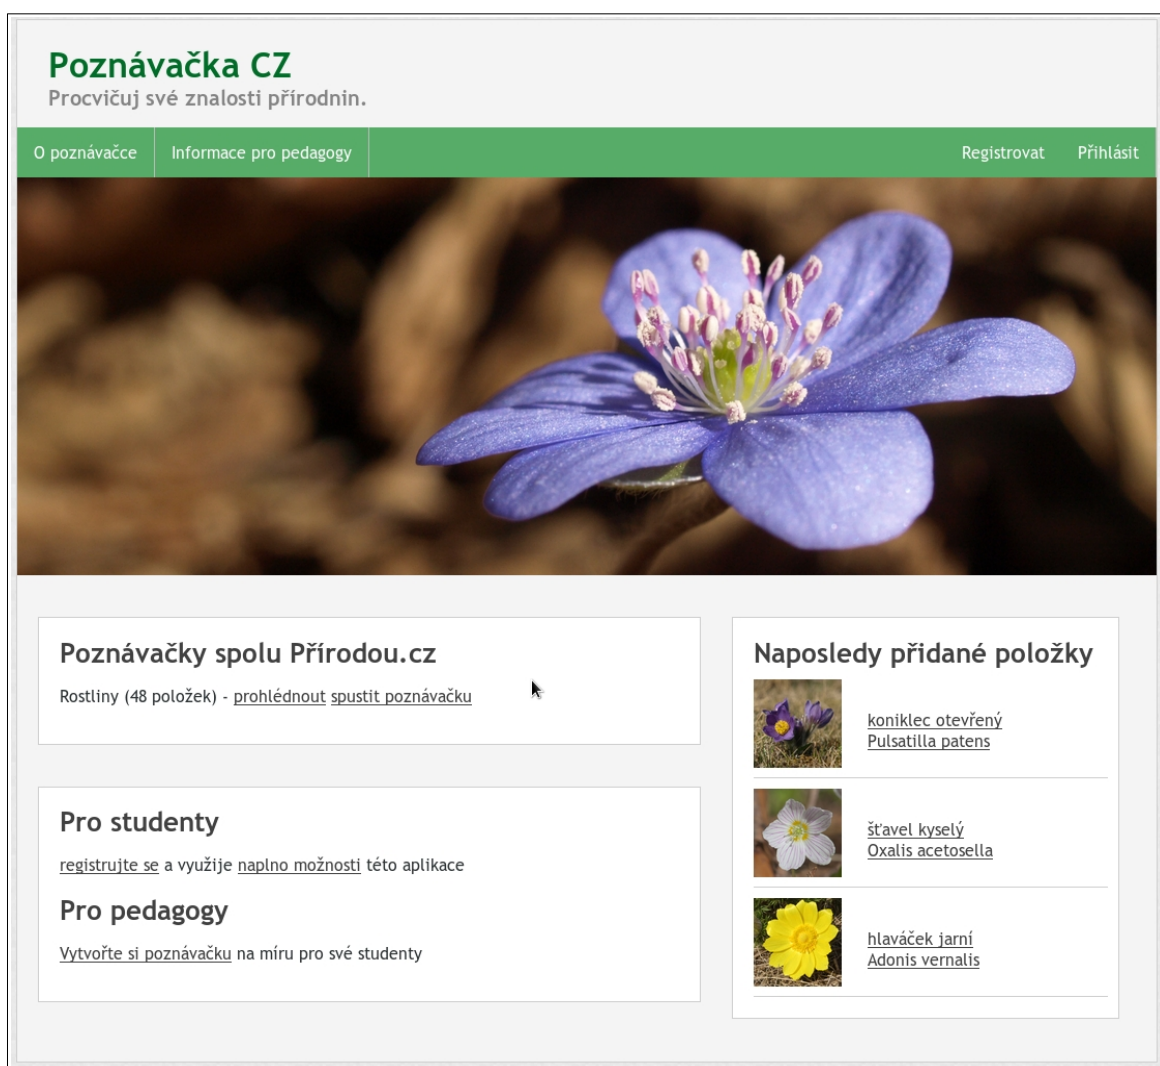 Poznávačka CZ
Procvičuj své znalosti přírodnin.
O poznávačce
Informace pro pedagogy
Registrovat
Přihlásit
Poznávačky spolu Přírodou.cz
Rostliny (48 položek) - prohlédnout spustit poznávačku
Pro studenty
registrujte se a využije naplno možnosti této aplikace
Pro pedagogy
Vytvořte si poznávačku na míru pro své studenty
Naposledy přidané položky
koniklec otevřený
Pulsatilla patens
šťavel kyselý
Oxalis acetosella
hlaváček jarní
Adonis vernalis